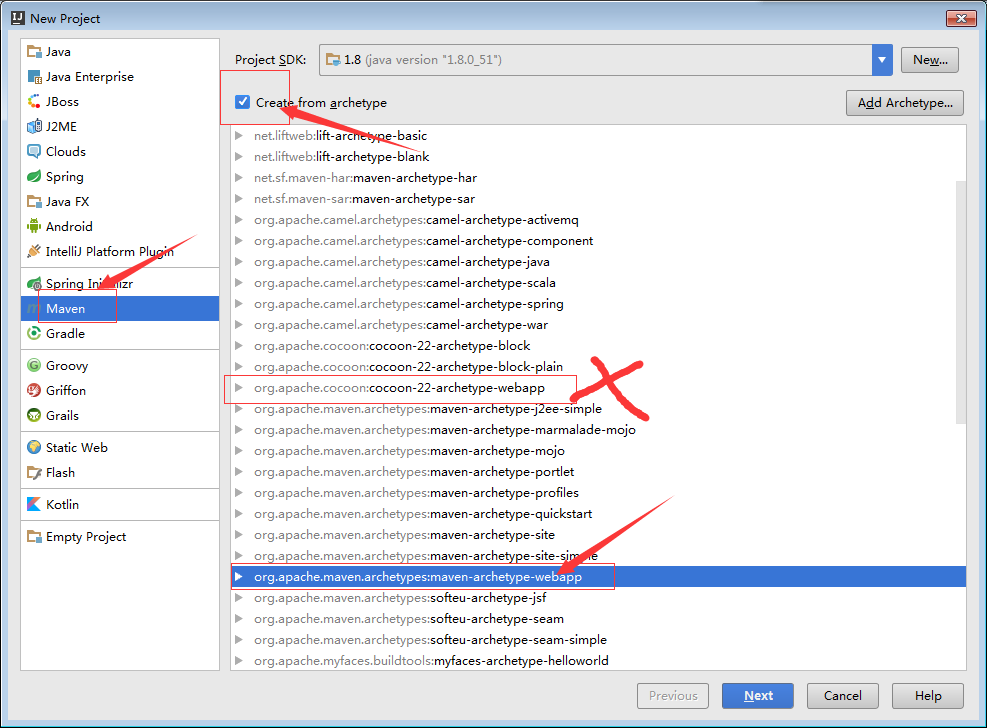 New Project
Java
Java Enterprise
JBoss
J2ME
Clouds
Spring
Java FX
Android
IntelliJ Platform Plugin
Spring Initializr
Maven
Gradle
Groovy
Griffon
Grails
Static Web
Flash
Kotlin
Empty Project
Project SDK: 1.8 (java version "1.8.0_51") New...
Create from archetype Add Archetype...
net.liftweb:lift-archetype-basic
net.liftweb:lift-archetype-blank
net.sf.maven-har:maven-archetype-har
net.sf.maven-sar:maven-archetype-sar
org.apache.camel.archetypes:camel-archetype-activemq
org.apache.camel.archetypes:camel-archetype-component
org.apache.camel.archetypes:camel-archetype-java
org.apache.camel.archetypes:camel-archetype-scala
org.apache.camel.archetypes:camel-archetype-spring
org.apache.camel.archetypes:camel-archetype-war
org.apache.cocoon:cocoon-22-archetype-block
org.apache.cocoon:cocoon-22-archetype-block-plain
org.apache.cocoon:cocoon-22-archetype-webapp
org.apache.maven.archetypes:maven-archetype-j2ee-simple
org.apache.maven.archetypes:maven-archetype-marmalade-mojo
org.apache.maven.archetypes:maven-archetype-mojo
org.apache.maven.archetypes:maven-archetype-portlet
org.apache.maven.archetypes:maven-archetype-profiles
org.apache.maven.archetypes:maven-archetype-quickstart
org.apache.maven.archetypes:maven-archetype-site
org.apache.maven.archetypes:maven-archetype-site-simple
org.apache.maven.archetypes:maven-archetype-webapp
org.apache.maven.archetypes:softeu-archetype-jsf
org.apache.maven.archetypes:softeu-archetype-seam
org.apache.maven.archetypes:softeu-archetype-seam-simple
org.apache.myfaces.buildtools:myfaces-archetype-helloworld
Previous Next Cancel Help